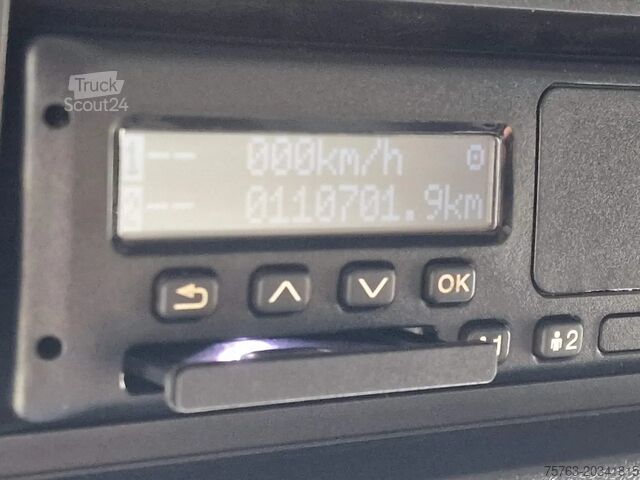 Truck
Scout24
1-- 000km/h o
2-- 0110701.9km
OK
1
2
75763-20341815